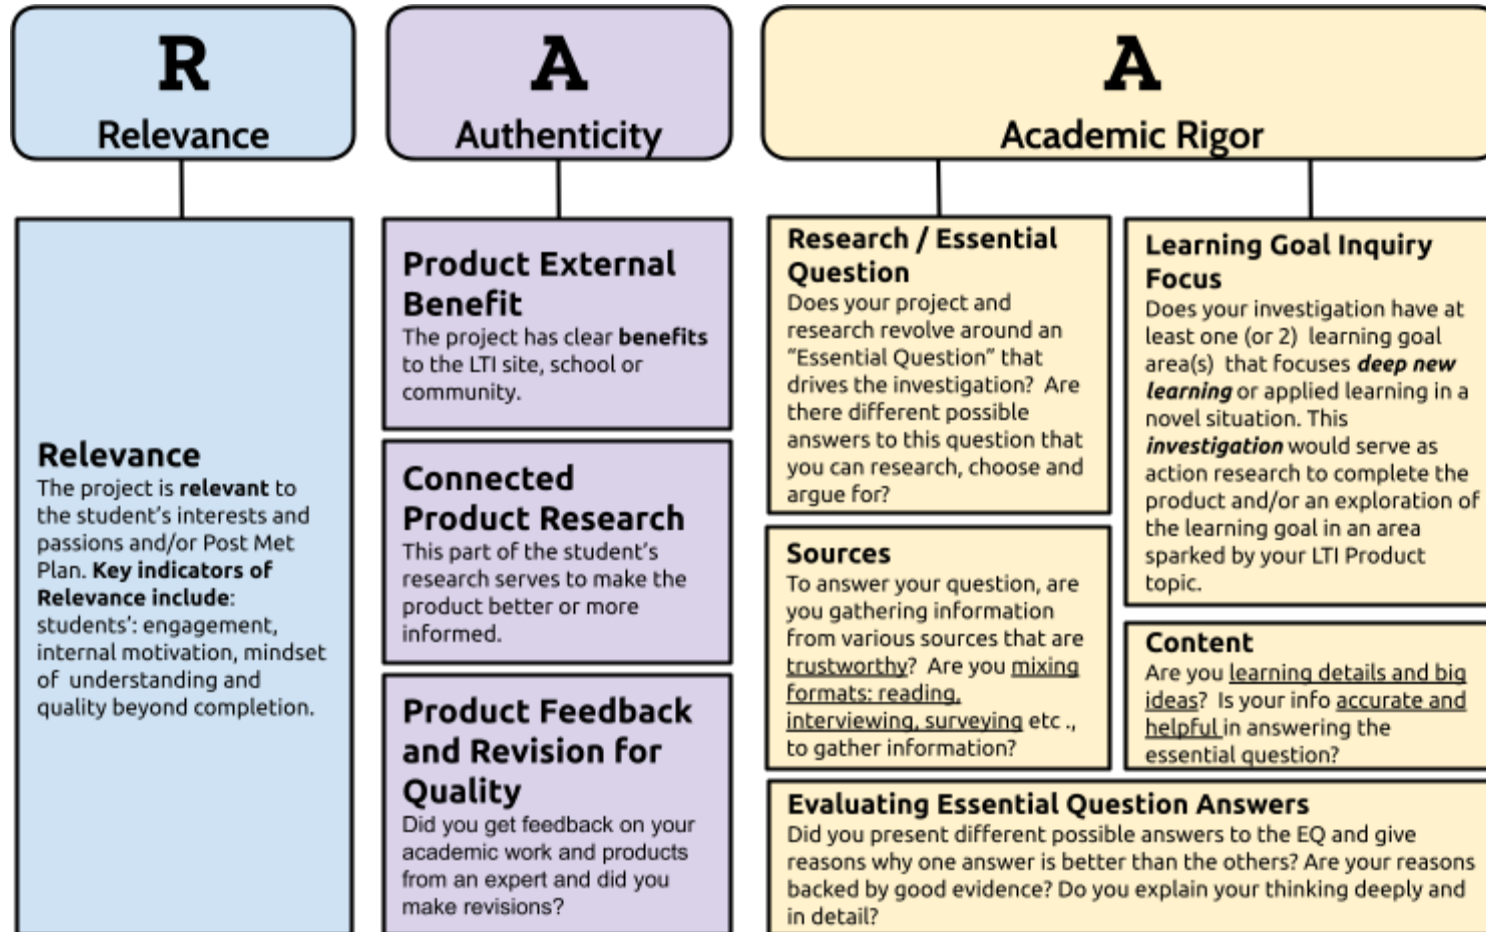 R
Relevance
A
Authenticity
A
Academic Rigor
Relevance
The project is relevant to
the student's interests and
passions and/or Post Met
Plan. Key indicators of
Relevance include:
students': engagement,
internal motivation, mindset
of understanding and
quality beyond completion.
Product External
Benefit
The project has clear benefits
to the LTI site, school or
community.
Connected
Product Research
This part of the student's
research serves to make the
product better or more
informed.
Product Feedback
and Revision for
Quality
Did you get feedback on your
academic work and products
from an expert and did you
make revisions?
Research / Essential
Question
Does your project and
research revolve around an
"Essential Question" that
drives the investigation? Are
there different possible
answers to this question that
you can research, choose and
argue for?
Sources
To answer your question, are
you gathering information
from various sources that are
trustworthy? Are you mixing
formats: reading,
interviewing, surveying etc .,
to gather information?
Learning Goal Inquiry
Focus
Does your investigation have at
least one (or 2) learning goal
area(s) that focuses deep new
learning or applied learning in a
novel situation. This
investigation would serve as
action research to complete the
product and/or an exploration of
the learning goal in an area
sparked by your LTI Product
topic.
Content
Are you learning details and big
ideas? Is your info accurate and
helpful in answering the
essential question?
Evaluating Essential Question Answers
Did you present different possible answers to the EQ and give
reasons why one answer is better than the others? Are your reasons
backed by good evidence? Do you explain your thinking deeply and
in detail?